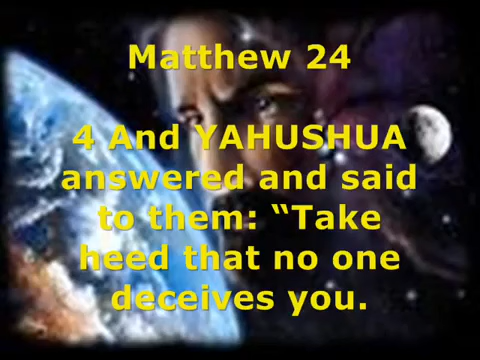 Matthew 24
4 And YAHUSHUA
answered and said
to them: “Take
heed that no one
deceives you.